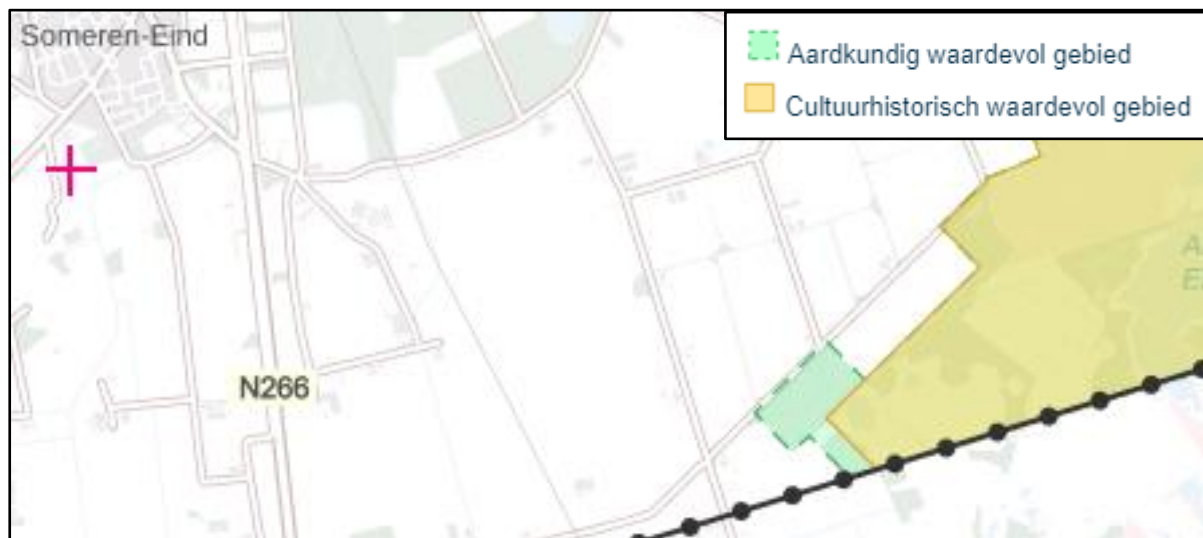 Someren-Eind
Aardkundig waardevol gebied
Cultuurhistorisch waardevol gebied
N266